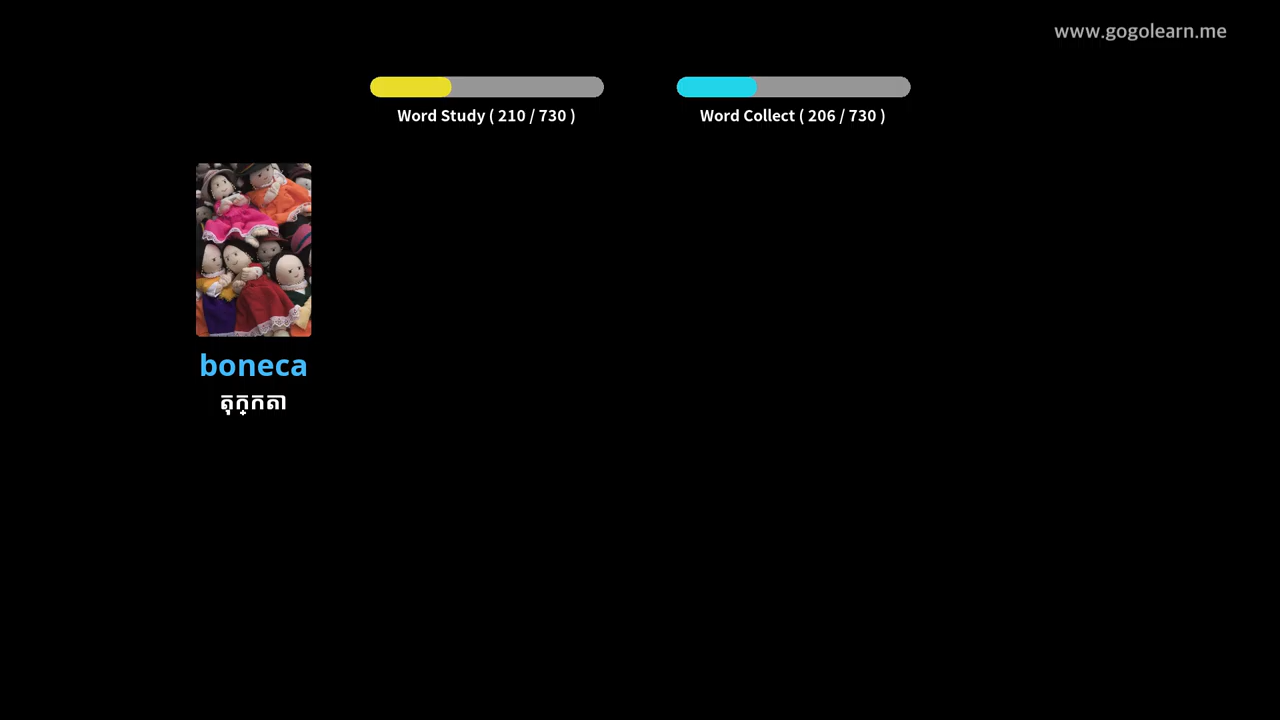 www.gogolearn.me
Word Study ( 210 / 730 )
Word Collect ( 206 / 730 )
boneca
តុក្កតា